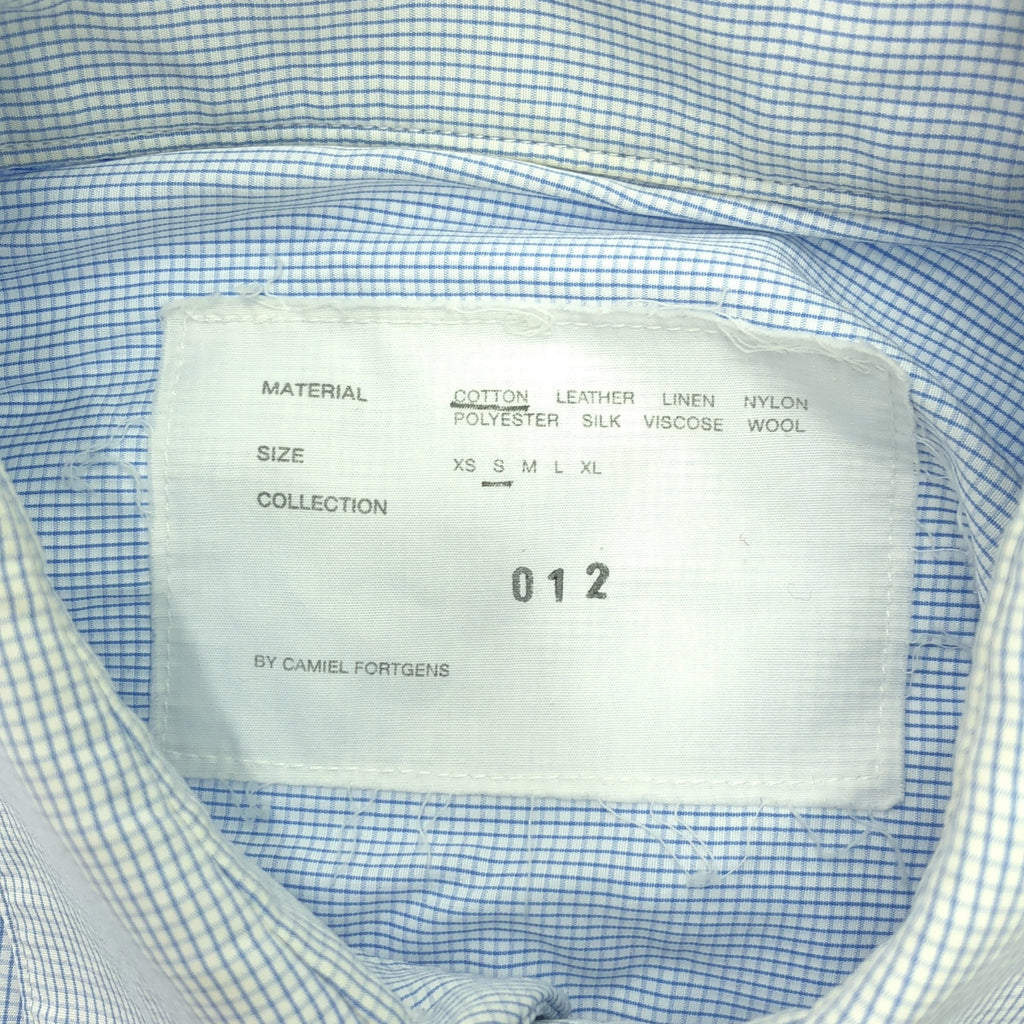 MATERIAL COTTON LEATHER LINEN NYLON
POLYESTER SILK VISCOSE WOOL
SIZE XS S M L XL
COLLECTION
012
BY CAMIEL FORTGENS